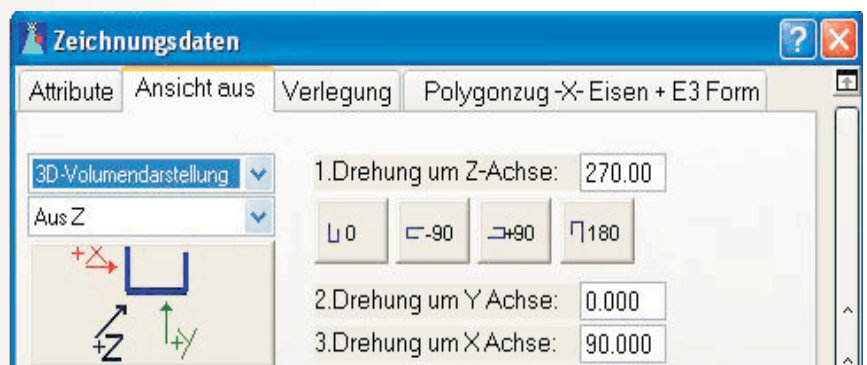 Zeichnungsdaten
Attribute Ansicht aus Verlegung Polygonzug -X- Eisen + E3 Form
3D-Volumendarstellung 1.Drehung um Z-Achse: 270.00
Aus Z
0 -90 +90 180
+X
+Z +Y
2.Drehung um Y Achse: 0.000
3.Drehung um X Achse: 90.000